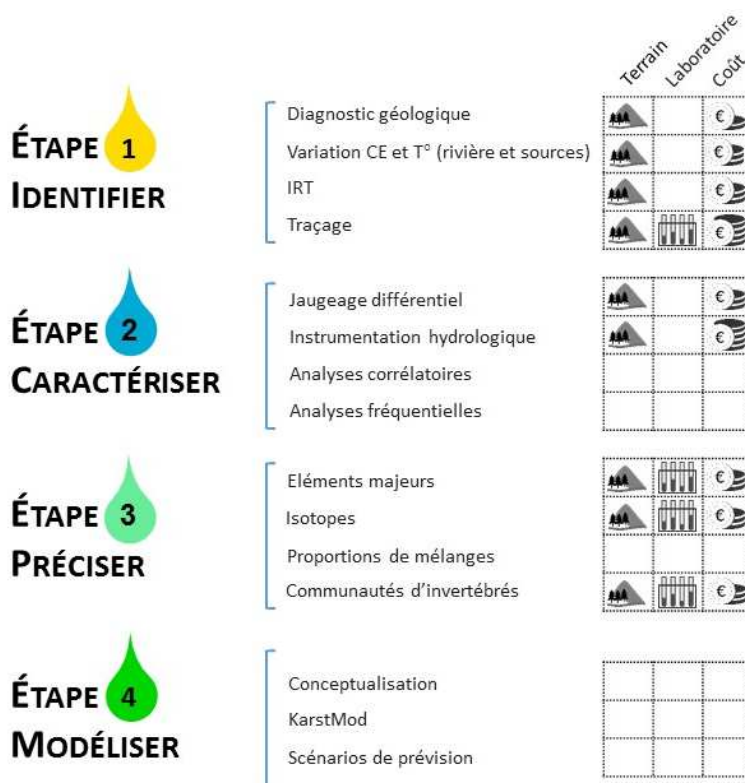 Terrain
Laboratoire
Coût
ÉTAPE 1
IDENTIFIER
Diagnostic géologique
Variation CE et T° (rivière et sources)
IRT
Traçage
€
€
€
€
ÉTAPE 2
CARACTÉRISER
Jaugeage différentiel
Instrumentation hydrologique
Analyses corrélatoires
Analyses fréquentielles
€
€
ÉTAPE 3
PRÉCISER
Eléments majeurs
Isotopes
Proportions de mélanges
Communautés d’invertébrés
€
€
€
ÉTAPE 4
MODÉLISER
Conceptualisation
KarstMod
Scénarios de prévision